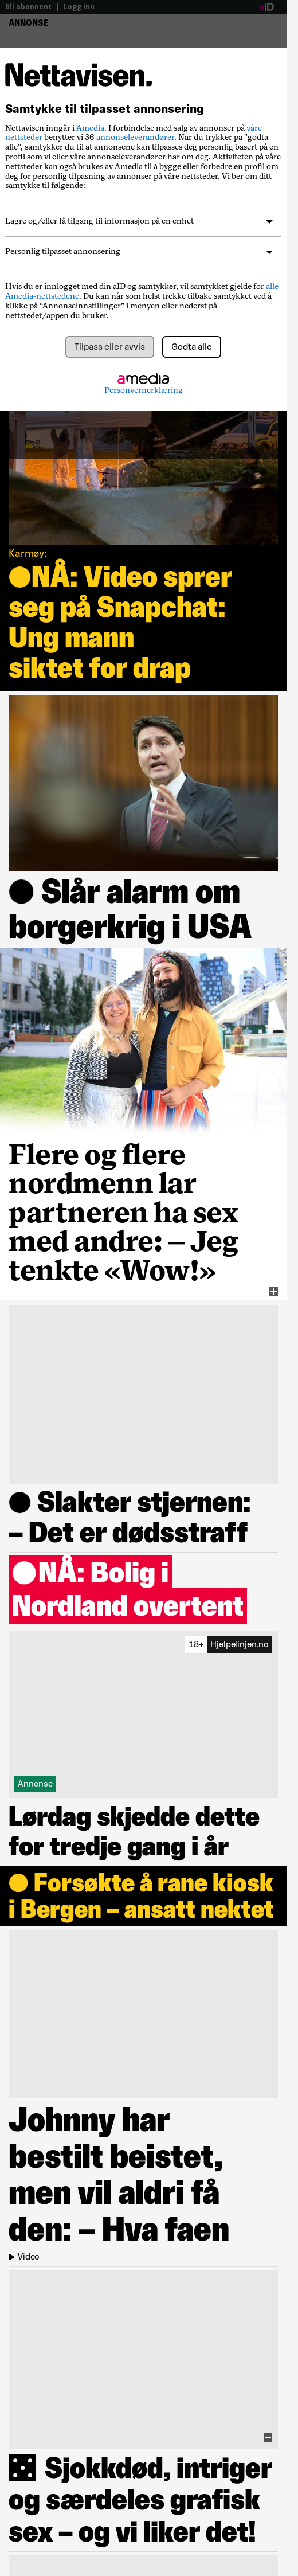 Bli abonnent | Logg inn
aID
ANNONSE
Nettavisen.
Samtykke til tilpasset annonsering
Nettavisen inngår i Amedia. I forbindelse med salg av annonser på våre
nettsteder benytter vi 36 annonseleverandører. Når du trykker på "godta
alle", samtykker du til at annonsene kan tilpasses deg personlig basert på en
profil som vi eller våre annonseleverandører har om deg. Aktiviteten på våre
nettsteder kan også brukes av Amedia til å bygge eller forbedre en profil om
deg for personlig tilpasning av annonser på våre nettsteder. Vi ber om ditt
samtykke til følgende:
Lagre og/eller få tilgang til informasjon på en enhet
Personlig tilpasset annonsering
Hvis du er innlogget med din aID og samtykker, vil samtykket gjelde for alle
Amedia-nettstedene. Du kan når som helst trekke tilbake samtykket ved å
klikke på “Annonseinnstillinger” i menyen eller nederst på
nettstedet/appen du bruker.
Tilpass eller avvis
Godta alle
amedia
Personvernerklæring
Karmøy:
NÅ: Video sprer
seg på Snapchat:
Ung mann
siktet for drap
Slår alarm om
borgerkrig i USA
Flere og flere
nordmenn lar
partneren ha sex
med andre: – Jeg
tenkte «Wow!»
Slakter stjernen:
– Det er dødsstraff
NÅ: Bolig i
Nordland overtent
18+ Hjelpelinjen.no
Annonse
Lørdag skjedde dette
for tredje gang i år
Forsøkte å rane kiosk
i Bergen – ansatt nektet
Johnny har
bestilt beistet,
men vil aldri få
den: – Hva faen
Video
Sjokkdød, intriger
og særdeles grafisk
sex – og vi liker det!